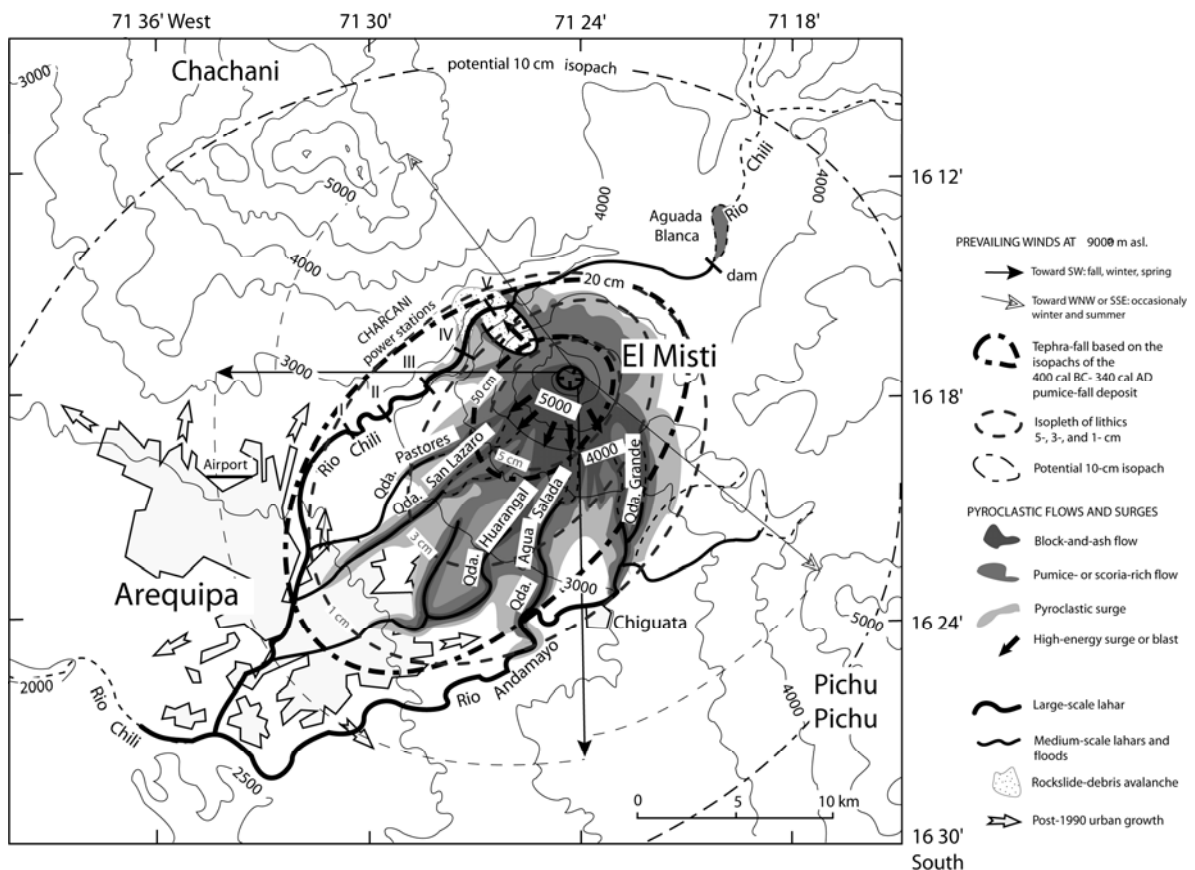 71 36' West
71 30'
71 24'
71 18'
3000
Chachani
potential 10 cm isopach
5000
4000
4000
4000
Chili
Rio
16 12'
Aguada
Blanca
dam
20 cm
V
CHARCANI
power stations
IV
III
II
I
3000
El Misti
5000
50 cm
4000
5 cm
16 18'
Rio Chili
Qda. Pastores
Qda. San Lazaro
Airport
Qda. Huarangal
Qda. Aqua Salada
Qda. Grande
3 cm
1 cm
3000
Arequipa
Chiguata
16 24'
5000
4000
Pichu
Pichu
2000
Rio
Chili
Rio Andamayo
2500
0 5 10 km
16 30'
South
PREVAILING WINDS AT 9000 m asl.
Toward SW: fall, winter, spring
Toward WNW or SSE: occasionaly
winter and summer
Tephra-fall based on the
isopachs of the
400 cal BC- 340 cal AD
pumice-fall deposit
Isopleth of lithics
5-, 3-, and 1- cm
Potential 10-cm isopach
PYROCLASTIC FLOWS AND SURGES
Block-and-ash flow
Pumice- or scoria-rich flow
Pyroclastic surge
High-energy surge or blast
Large-scale lahar
Medium-scale lahars and
floods
Rockslide-debris avalanche
Post-1990 urban growth